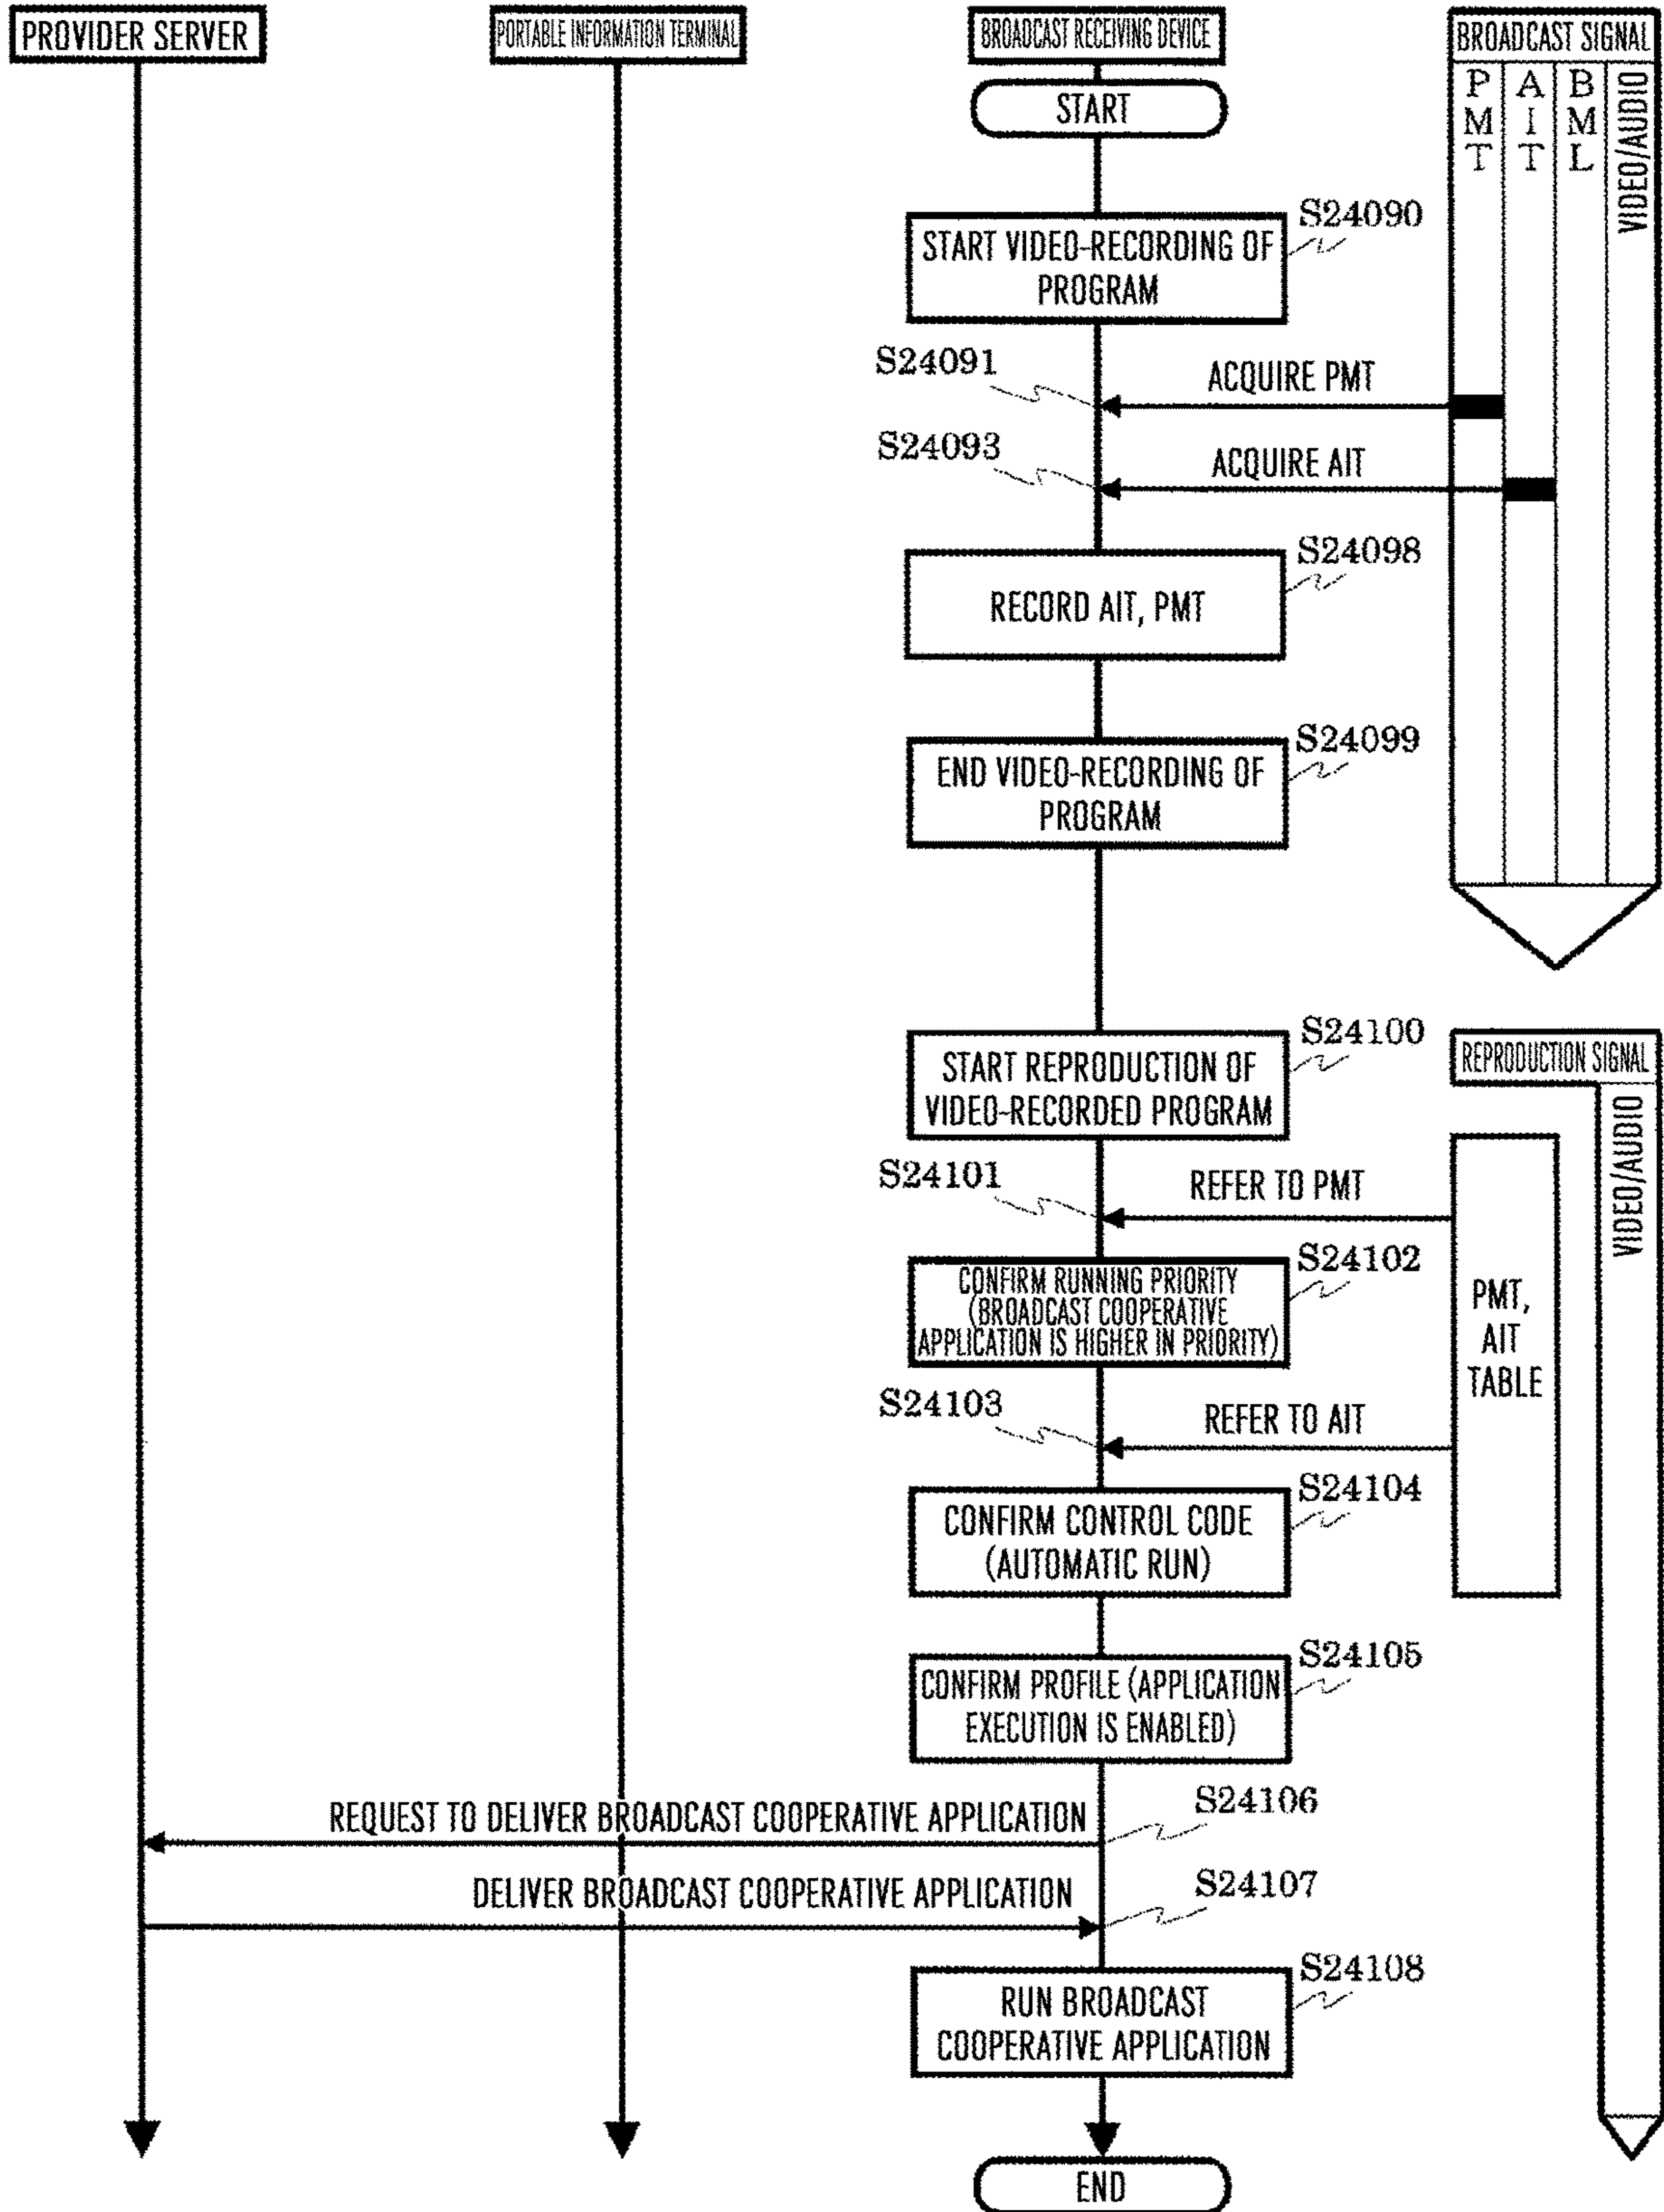 PROVIDER SERVER
PORTABLE INFORMATION TERMINAL
BROADCAST RECEIVING DEVICE
BROADCAST SIGNAL
PMT
AIT
BML
VIDEO/AUDIO
START
S24090
START VIDEO-RECORDING OF
PROGRAM
S24091
ACQUIRE PMT
S24093
ACQUIRE AIT
S24098
RECORD AIT, PMT
S24099
END VIDEO-RECORDING OF
PROGRAM
S24100
START REPRODUCTION OF
VIDEO-RECORDED PROGRAM
REPRODUCTION SIGNAL
VIDEO/AUDIO
S24101
REFER TO PMT
S24102
CONFIRM RUNNING PRIORITY
(BROADCAST COOPERATIVE
APPLICATION IS HIGHER IN PRIORITY)
PMT,
AIT
TABLE
S24103
REFER TO AIT
S24104
CONFIRM CONTROL CODE
(AUTOMATIC RUN)
S24105
CONFIRM PROFILE (APPLICATION
EXECUTION IS ENABLED)
S24106
REQUEST TO DELIVER BROADCAST COOPERATIVE APPLICATION
S24107
DELIVER BROADCAST COOPERATIVE APPLICATION
S24108
RUN BROADCAST
COOPERATIVE APPLICATION
END